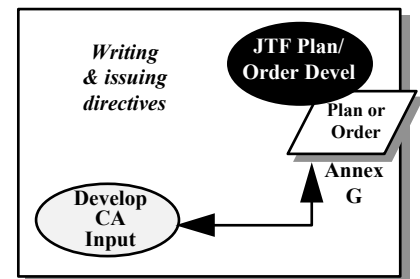 Writing
& issuing
directives
JTF Plan/
Order Devel
Plan or
Order
Annex
G
Develop
CA
Input